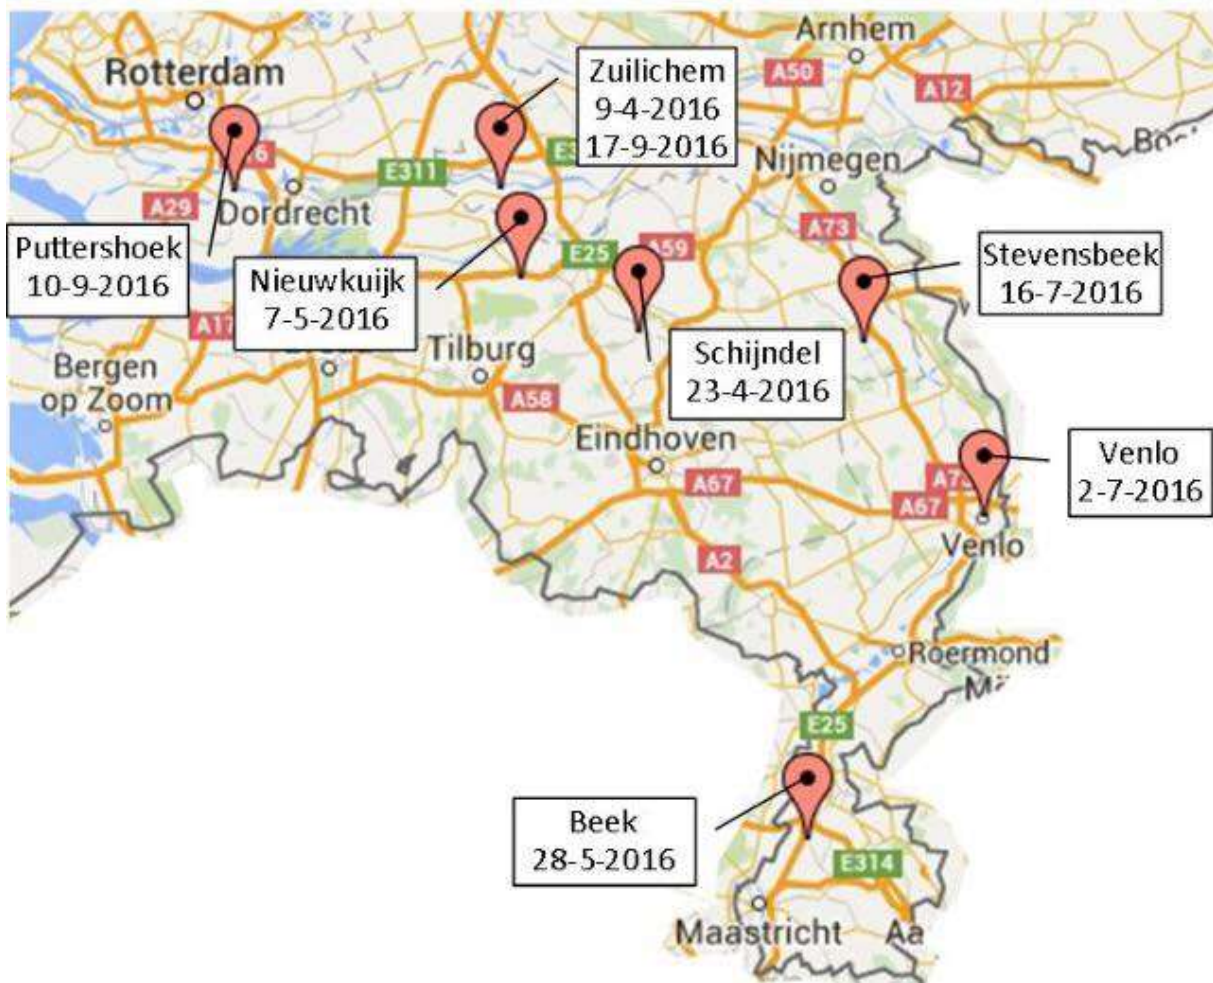 Arnhem
Rotterdam
Zuilichem
9-4-2016
17-9-2016
A50
A12
Nijmegen
E311
A29
Dordrecht
A73
Puttershoek
10-9-2016
Nieuwkuijk
7-5-2016
E25
A59
Stevensbeek
16-7-2016
A17
Tilburg
Schijndel
23-4-2016
Bergen
op Zoom
A58
Eindhoven
Venlo
2-7-2016
A67
A67
Venlo
A2
Roermond
E25
Beek
28-5-2016
E314
Maastricht
Aa